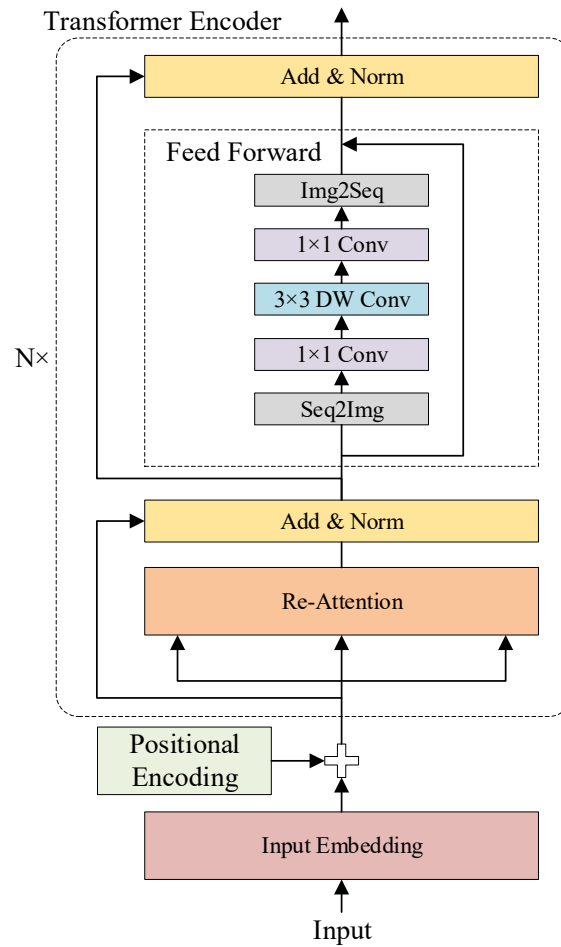 Transformer Encoder
Add & Norm
Feed Forward
Img2Seq
1×1 Conv
3×3 DW Conv
1×1 Conv
Seq2Img
N×
Add & Norm
Re-Attention
Positional
Encoding
Input Embedding
Input